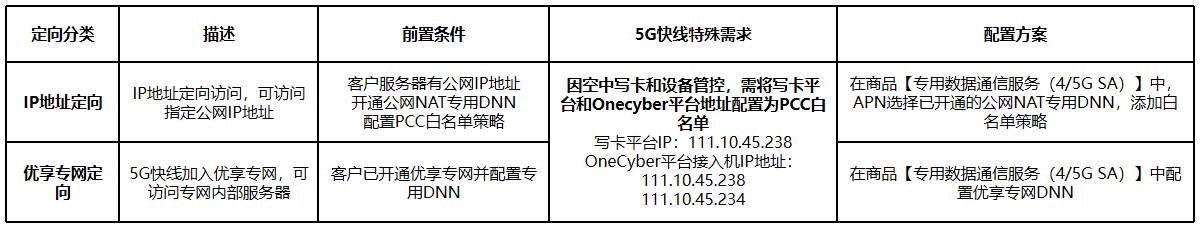 定向分类
描述
前置条件
5G快线特殊需求
配置方案
IP地址定向
IP地址定向访问，可访问
指定公网IP地址
客户服务器有公网IP地址
开通公网NAT专用DNN
配置PCC白名单策略
因空中写卡和设备管控，需将写卡平
台和Onecyber平台地址配置为PCC白
名单
写卡平台IP：111.10.45.238
OneCyber平台接入机IP地址：
111.10.45.238
111.10.45.234
在商品【专用数据通信服务（4/5G SA）】中，
APN选择已开通的公网NAT专用DNN，添加白
名单策略
优享专网定
向
5G快线加入优享专网，可
访问专网内部服务器
客户已开通优享专网并配置专
用DNN
在商品【专用数据通信服务（4/5G SA）】中配
置优享专网DNN